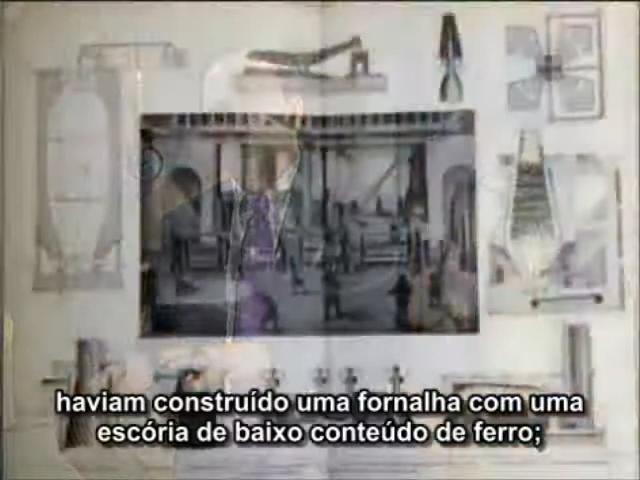 haviam construído uma fornalha com uma
escória de baixo conteúdo de ferro;